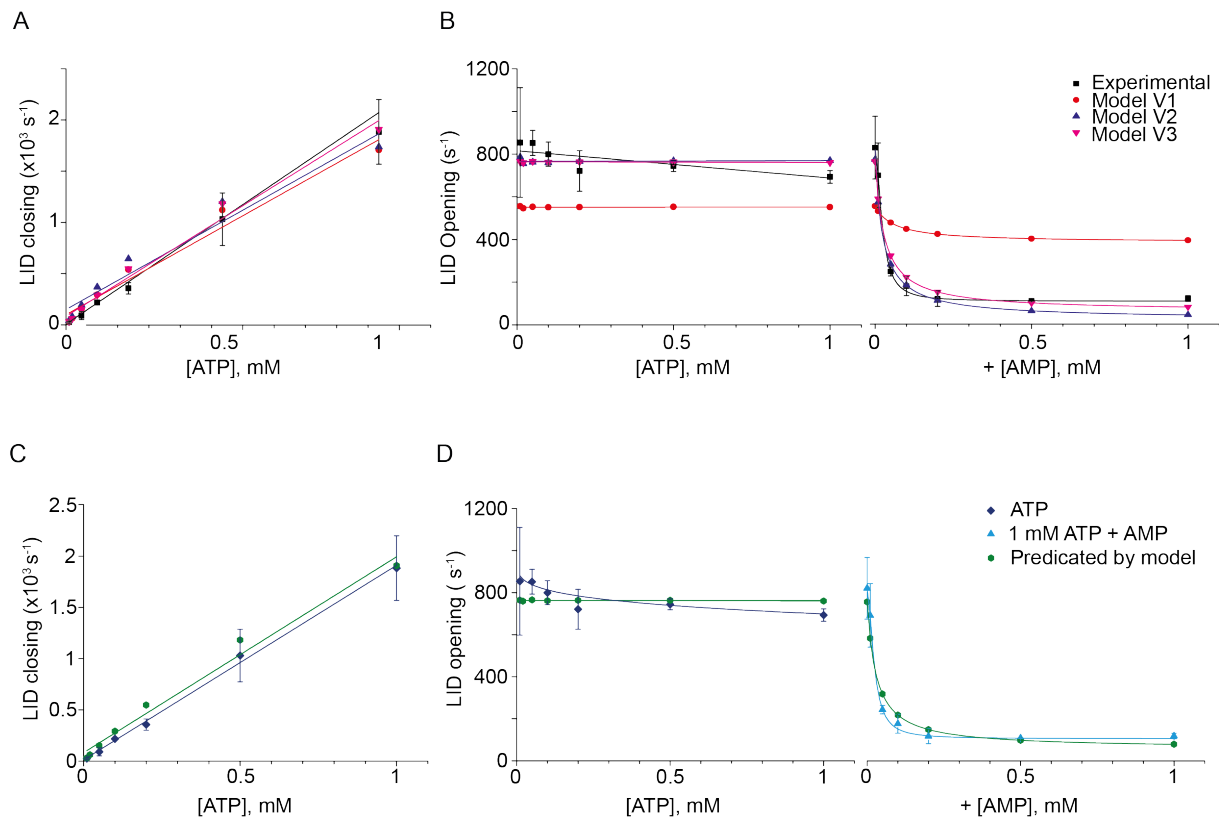 A
LID closing (x10³ s⁻¹)
2
1
0
0
0.5
1
[ATP], mM
B
LID Opening (s⁻¹)
1200
800
400
0
0
0.5
1
[ATP], mM
0
0.5
1
+ [AMP], mM
Experimental
Model V1
Model V2
Model V3
C
LID closing (x10³ s⁻¹)
2.5
2
1.5
1
0.5
0
0
0.5
1
[ATP], mM
D
LID opening ( s⁻¹)
1200
800
400
0
0
0.5
1
[ATP], mM
0
0.5
1
+ [AMP], mM
ATP
1 mM ATP + AMP
Predicated by model